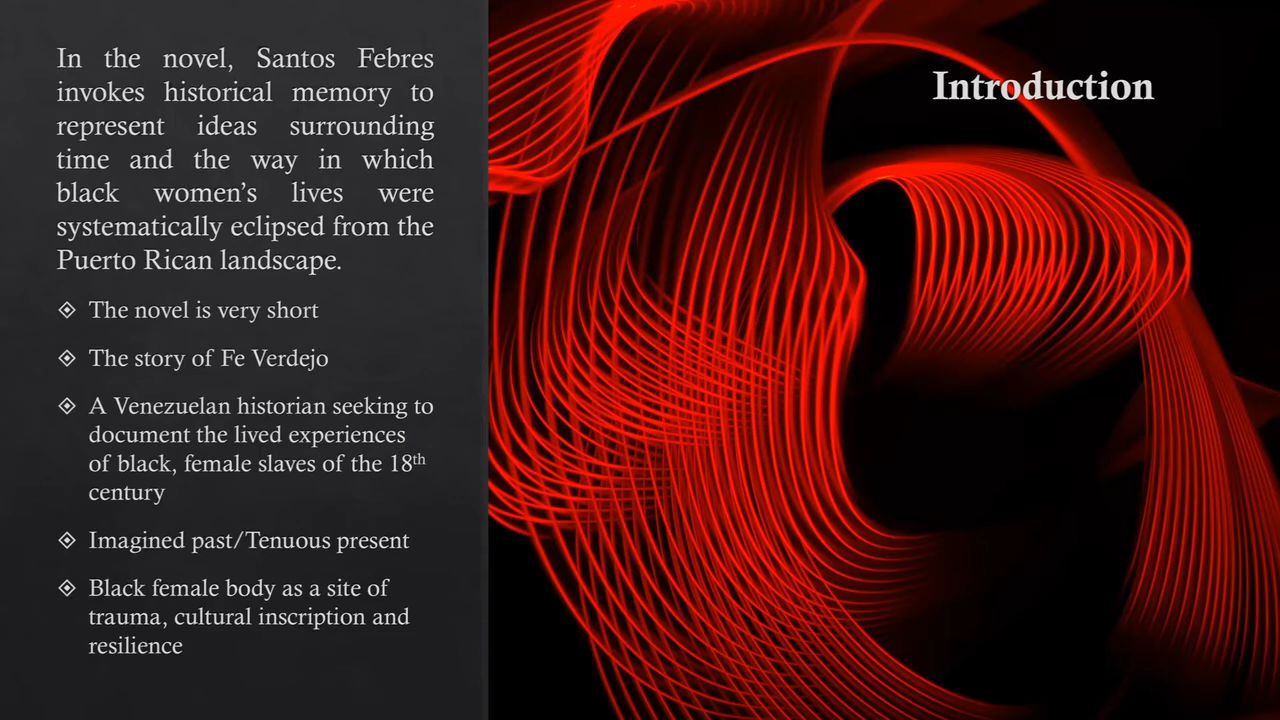 Introduction
In the novel, Santos Febres
invokes historical memory to
represent ideas surrounding
time and the way in which
black women’s lives were
systematically eclipsed from the
Puerto Rican landscape.
The novel is very short
The story of Fe Verdejo
A Venezuelan historian seeking to
document the lived experiences
of black, female slaves of the 18th
century
Imagined past/Tenuous present
Black female body as a site of
trauma, cultural inscription and
resilience